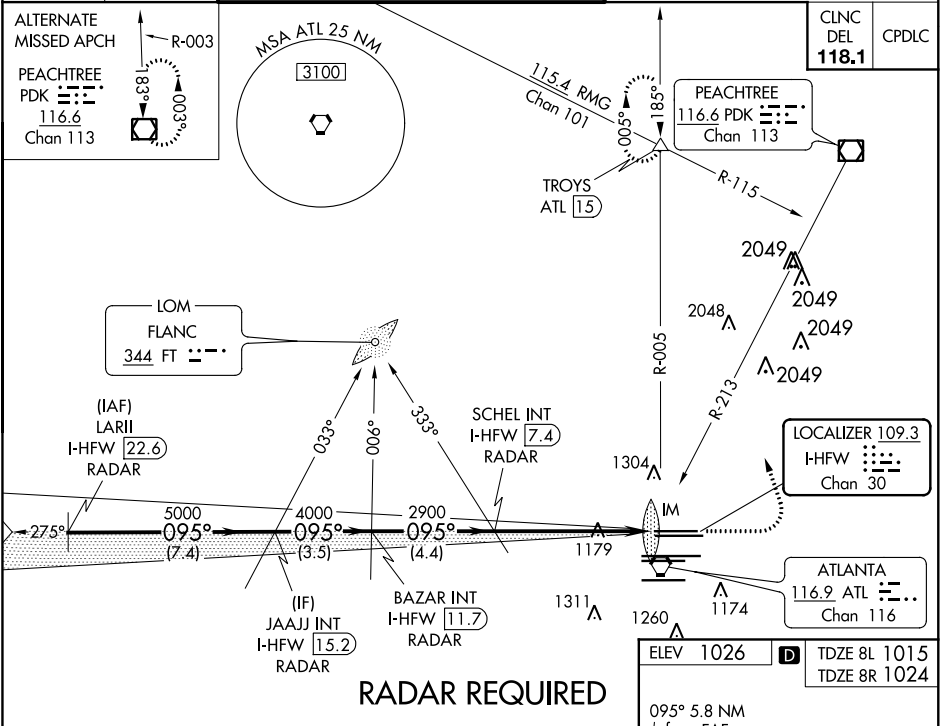 ALTERNATE
MISSED APCH
R-003
PEACHTREE
PDK
116.6
Chan 113
183°
003°
MSA ATL 25 NM
3100
115.4 RMG
Chan 101
005°
185°
TROYS
ATL 15
PEACHTREE
116.6 PDK
Chan 113
CLNC
DEL
118.1
CPDLC
R-115
2049
2049
2048
2049
2049
R-005
R-213
LOM
FLANC
344 FT
033°
006°
333°
(IAF)
LARII
I-HFW 22.6
RADAR
SCHEL INT
I-HFW 7.4
RADAR
1304
LOCALIZER 109.3
I-HFW
Chan 30
IM
275°
5000
095°
(7.4)
4000
095°
(3.5)
2900
095°
(4.4)
1179
(IF)
JAAJJ INT
I-HFW 15.2
RADAR
BAZAR INT
I-HFW 11.7
RADAR
1311
1260
1174
ATLANTA
116.9 ATL
Chan 116
RADAR REQUIRED
ELEV 1026
D
TDZE 8L 1015
TDZE 8R 1024
095° 5.8 NM